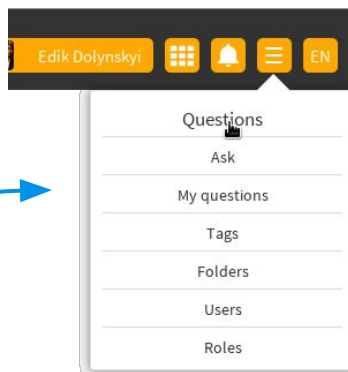 Edik Dolynskyi EN
Questions
Ask
My questions
Tags
Folders
Users
Roles